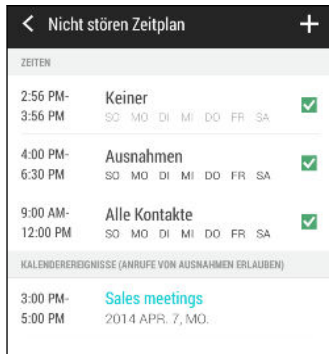 Nicht stören Zeitplan
ZEITEN
2:56 PM- Keiner
3:56 PM SO MO DI MI DO FR SA
4:00 PM- Ausnahmen
6:30 PM SO MO DI MI DO FR SA
9:00 AM- Alle Kontakte
12:00 PM SO MO DI MI DO FR SA
KALENDEREREIGNISSE (ANRUFE VON AUSNAHMEN ERLAUBEN)
3:00 PM- Sales meetings
5:00 PM 2014 APR. 7, MO.